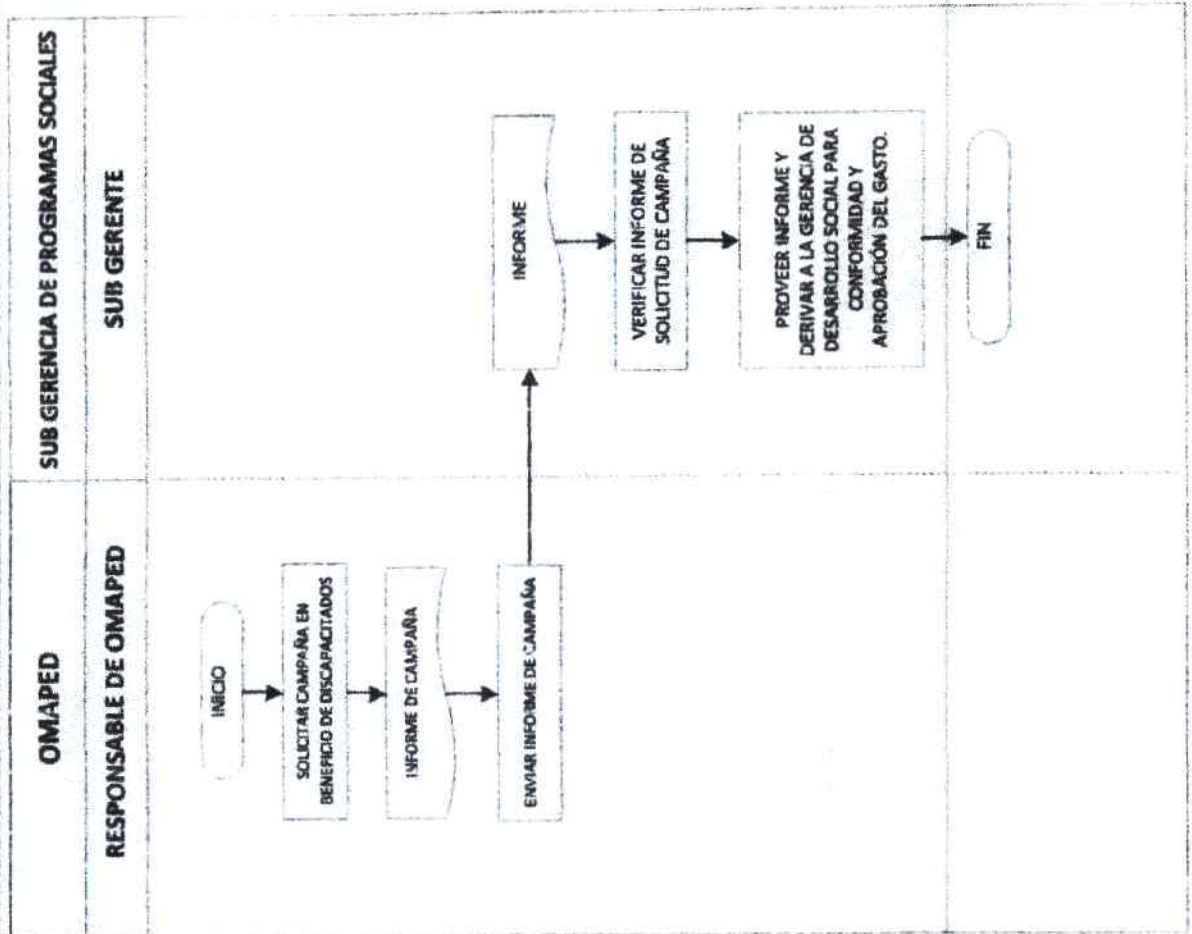 OMAPED
SUB GERENCIA DE PROGRAMAS SOCIALES
RESPONSABLE DE OMAPED
SUB GERENTE
INICIO
SOLICITAR CAMPAÑA EN
BENEFICIO DE DISCAPACITADOS
INFORME DE CAMPAÑA
ENVIAR INFORME DE CAMPAÑA
INFORME
VERIFICAR INFORME DE
SOLICITUD DE CAMPAÑA
PROVEER INFORME Y
DERIVAR A LA GERENCIA DE
DESARROLLO SOCIAL PARA
CONFORMIDAD Y
APROBACIÓN DEL GASTO.
FIN